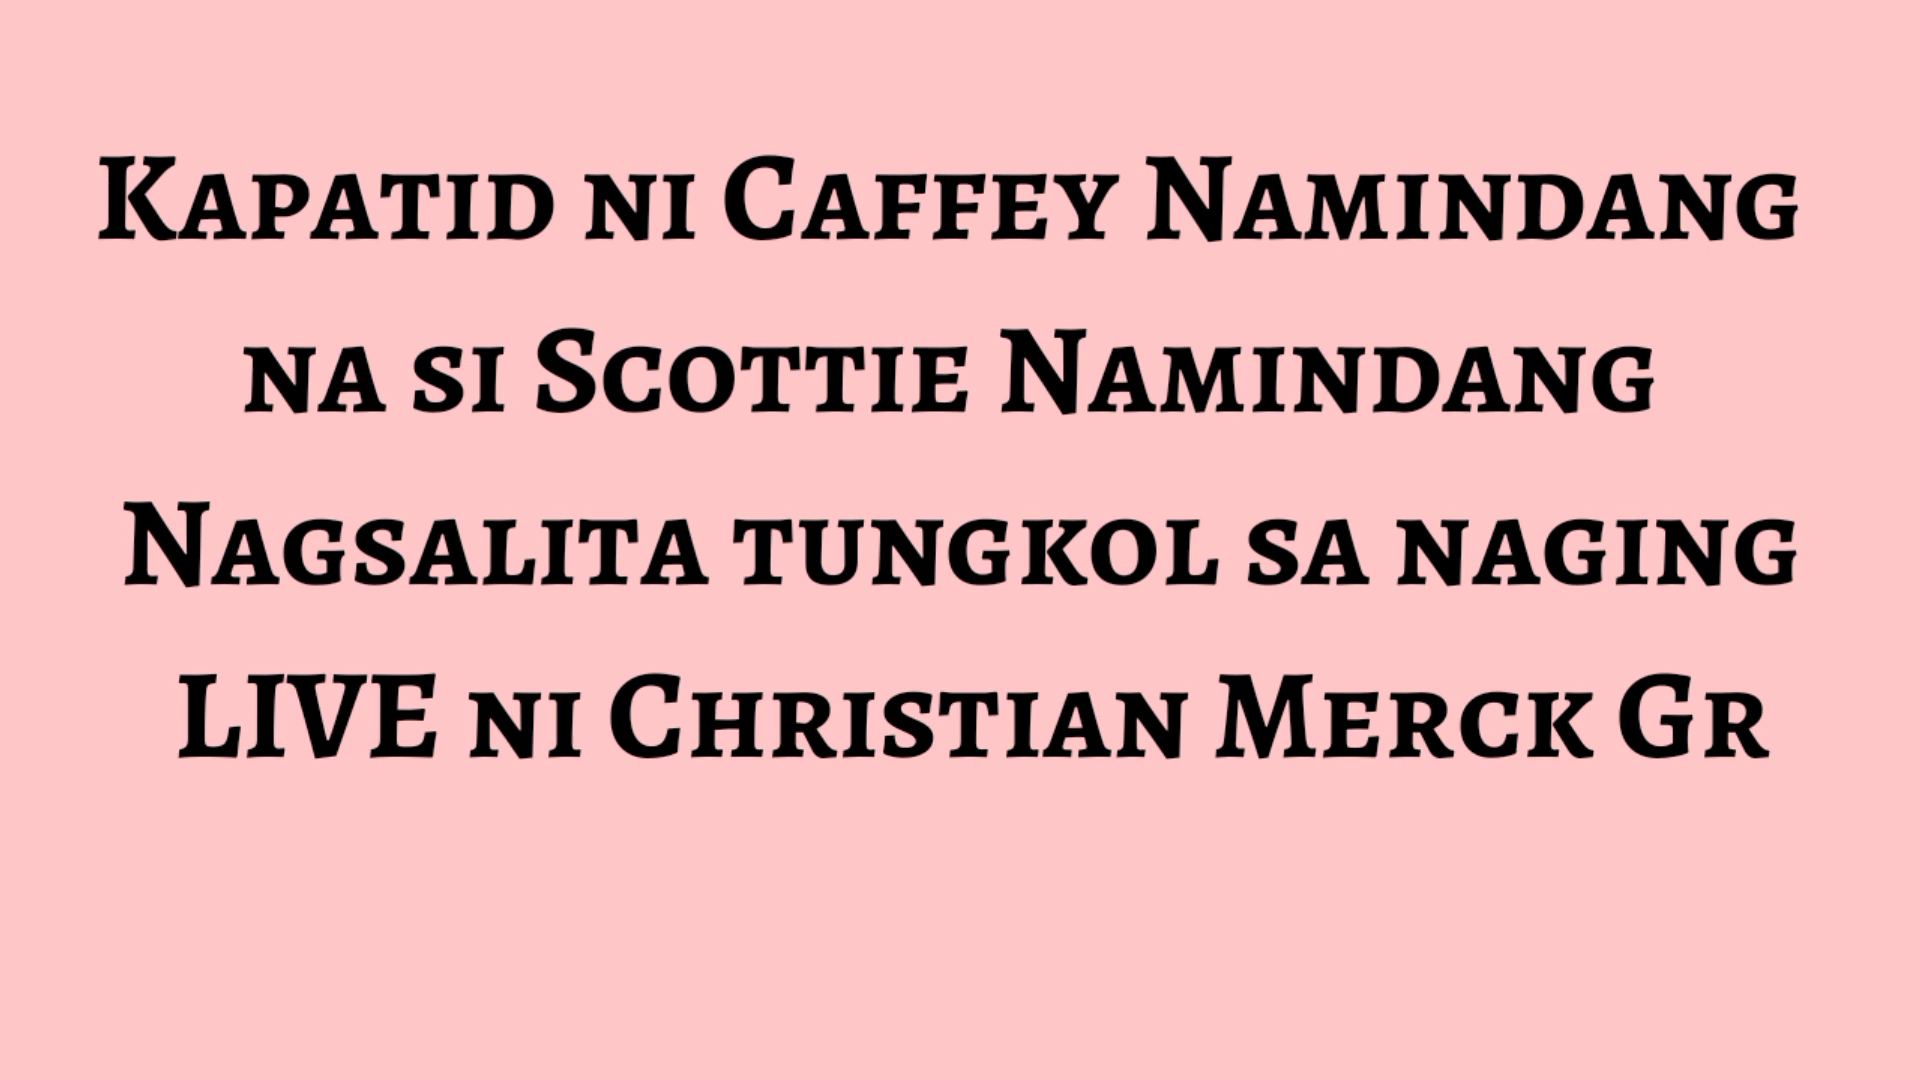 Kapatid ni Caffey Namindang
na si Scottie Namindang
Nagsalita tungkol sa naging
LIVE ni Christian Merck Gr